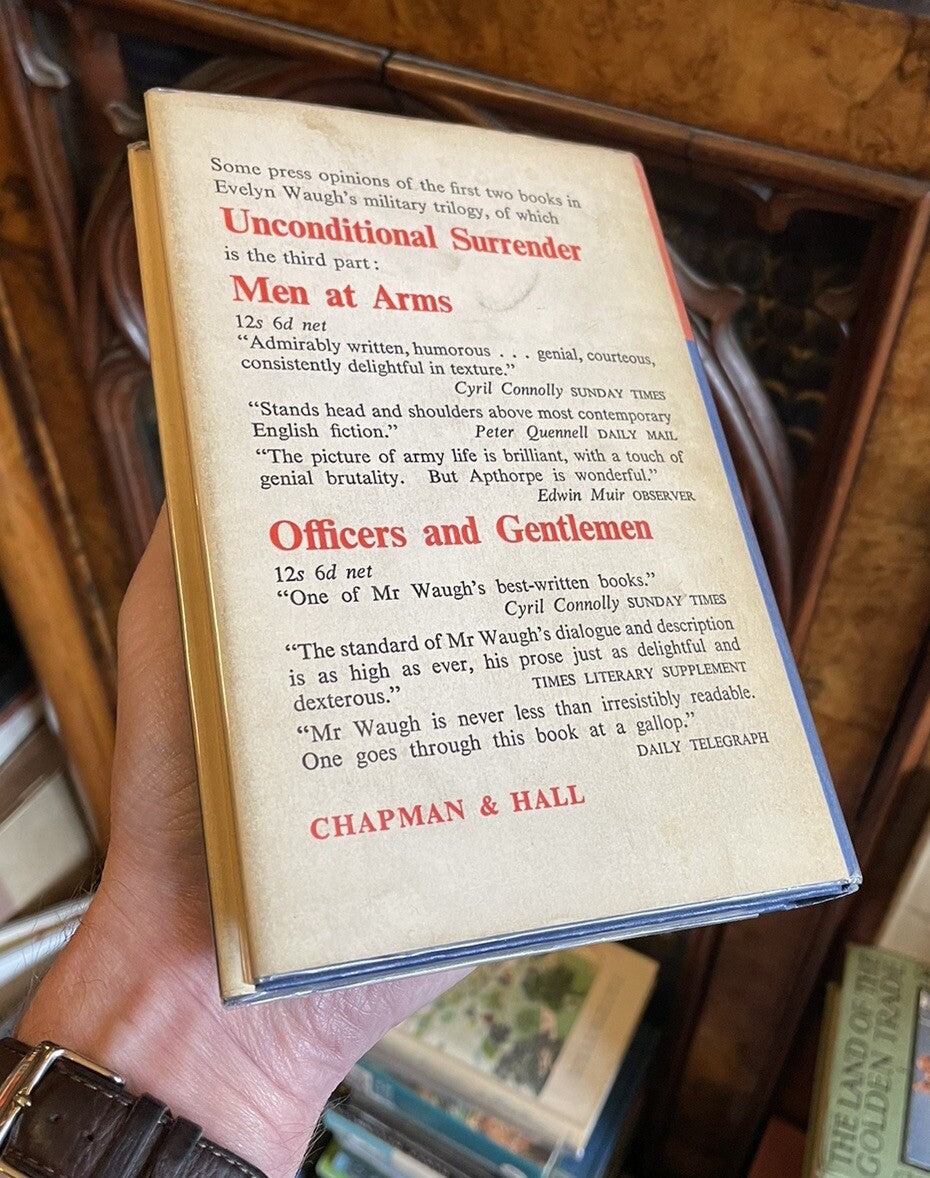 Some press opinions of the first two books in
Evelyn Waugh's military trilogy, of which
Unconditional Surrender
is the third part:
Men at Arms
12s 6d net
“Admirably written, humorous . . . genial, courteous,
consistently delightful in texture.”
Cyril Connolly SUNDAY TIMES
“Stands head and shoulders above most contemporary
English fiction.” Peter Quennell DAILY MAIL
“The picture of army life is brilliant, with a touch of
genial brutality. But Apthorpe is wonderful.”
Edwin Muir OBSERVER
Officers and Gentlemen
12s 6d net
“One of Mr Waugh's best-written books.”
Cyril Connolly SUNDAY TIMES
“The standard of Mr Waugh's dialogue and description
is as high as ever, his prose just as delightful and
dexterous.” TIMES LITERARY SUPPLEMENT
“Mr Waugh is never less than irresistibly readable.
One goes through this book at a gallop.”
DAILY TELEGRAPH
CHAPMAN & HALL
THE LAND OF THE
GOLDEN TRADE